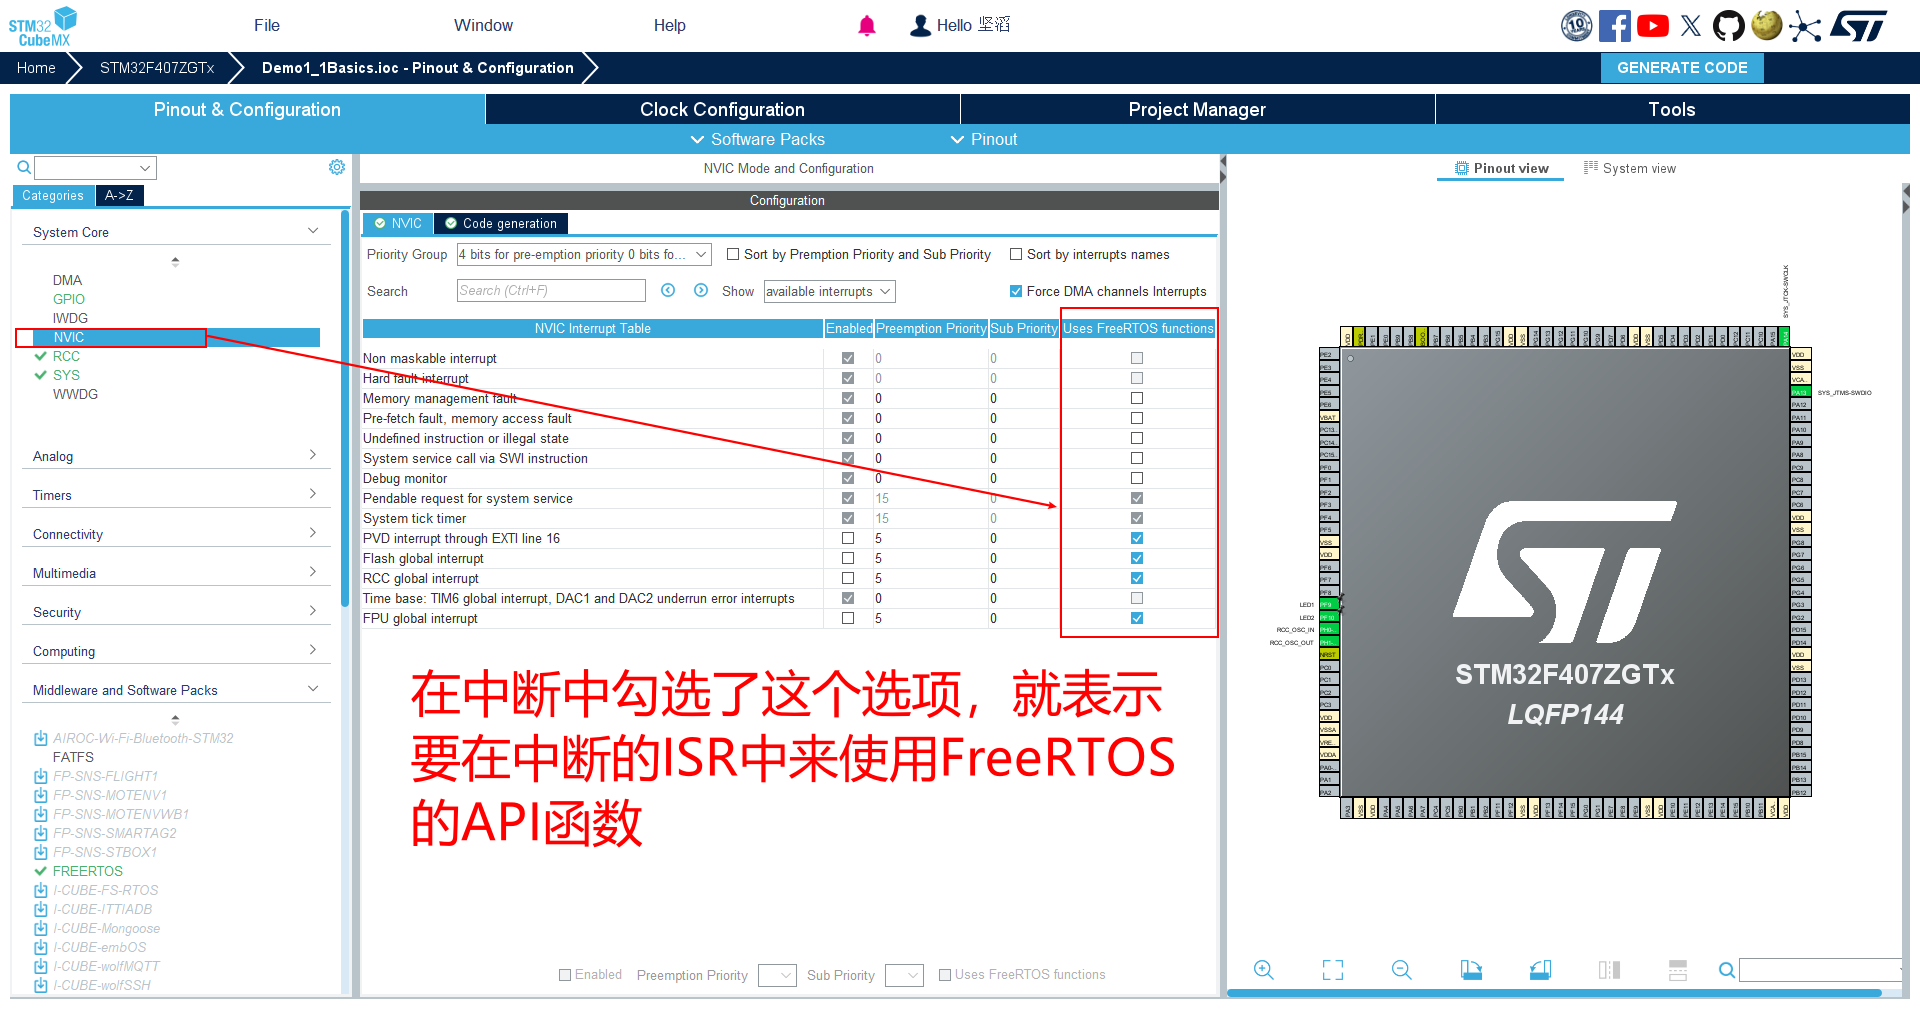 STM32
CubeMX
File
Window
Help
Hello 坚滔
GENERATE CODE
Home
STM32F407ZGTx
Demo1_1Basics.ioc - Pinout & Configuration
Pinout & Configuration
Clock Configuration
Project Manager
Tools
Software Packs
Pinout
Categories
A->Z
System Core
DMA
GPIO
IWDG
NVIC
RCC
SYS
WWDG
Analog
Timers
Connectivity
Multimedia
Security
Computing
Middleware and Software Packs
AIROC-Wi-Fi-Bluetooth-STM32
FATFS
FP-SNS-FLIGHT1
FP-SNS-MOTENV1
FP-SNS-MOTENVWB1
FP-SNS-SMARTAG2
FP-SNS-STBOX1
FREERTOS
I-CUBE-FS-RTOS
I-CUBE-ITTIADB
I-CUBE-Mongoose
I-CUBE-embOS
I-CUBE-wolfMQTT
I-CUBE-wolfSSH
NVIC Mode and Configuration
Configuration
NVIC
Code generation
Priority Group
4 bits for pre-emption priority 0 bits fo...
Sort by Premption Priority and Sub Priority
Sort by interrupts names
Search
Search (Ctrl+F)
Show
available interrupts
Force DMA channels Interrupts
NVIC Interrupt Table Enabled Preemption Priority Sub Priority Uses FreeRTOS functions
Non maskable interrupt 0 0
Hard fault interrupt 0 0
Memory management fault 0 0
Pre-fetch fault, memory access fault 0 0
Undefined instruction or illegal state 0 0
System service call via SWI instruction 0 0
Debug monitor 0 0
Pendable request for system service 15 0
System tick timer 15 0
PVD interrupt through EXTI line 16 5 0
Flash global interrupt 5 0
RCC global interrupt 5 0
Time base: TIM6 global interrupt, DAC1 and DAC2 underrun error interrupts 0 0
FPU global interrupt 5 0
在中断中勾选了这个选项，就表示
要在中断的ISR中来使用FreeRTOS
的API函数
Enabled
Preemption Priority
Sub Priority
Uses FreeRTOS functions
Pinout view
System view
SYS_JTCK-SWCLK
SYS_JTMS-SWDIO
LED1
LED2
RCC_OSC_IN
RCC_OSC_OUT
STM32F407ZGTx
LQFP144